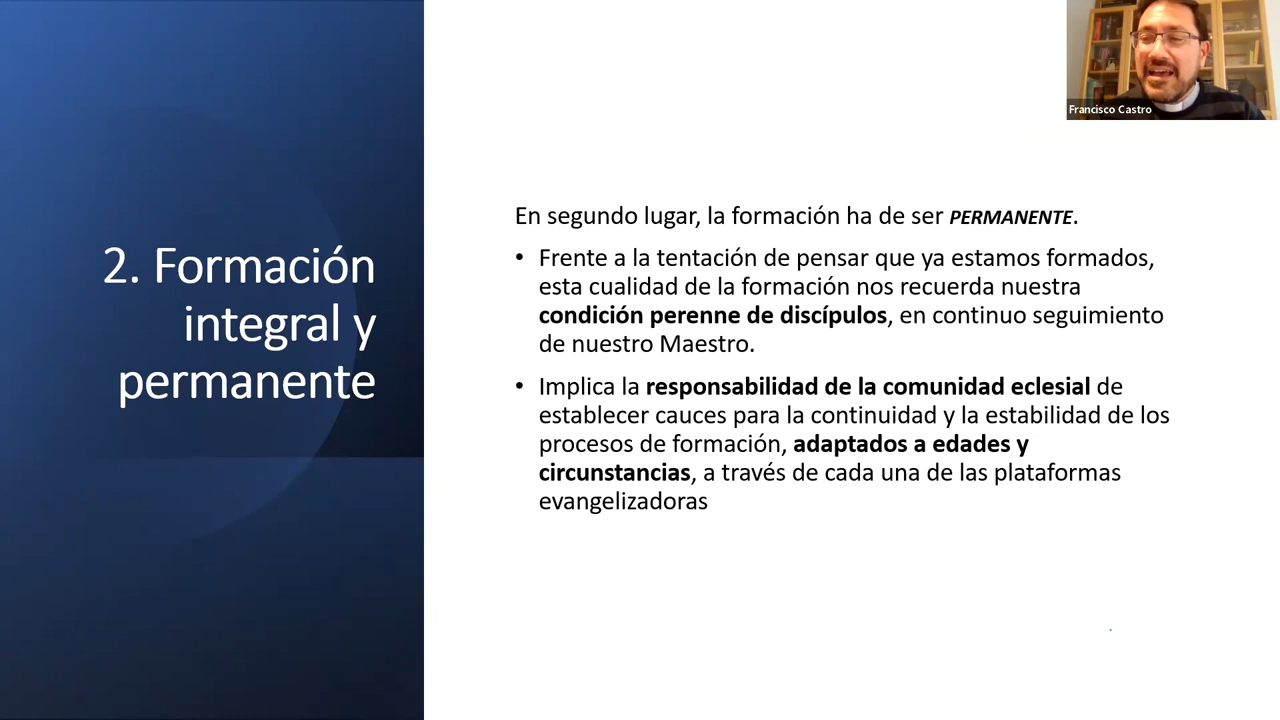 2. Formación
integral y
permanente
Francisco Castro
En segundo lugar, la formación ha de ser PERMANENTE.
• Frente a la tentación de pensar que ya estamos formados,
esta cualidad de la formación nos recuerda nuestra
condición perenne de discípulos, en continuo seguimiento
de nuestro Maestro.
• Implica la responsabilidad de la comunidad eclesial de
establecer cauces para la continuidad y la estabilidad de los
procesos de formación, adaptados a edades y
circunstancias, a través de cada una de las plataformas
evangelizadoras